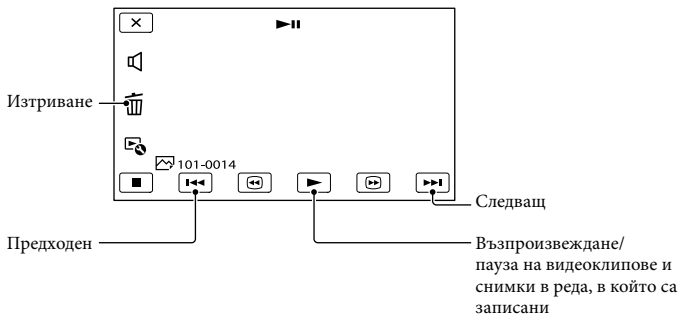 Изтриване
101-0014
Следващ
Предходен
Възпроизвеждане/
пауза на видеоклипове и
снимки в реда, в който са
записани